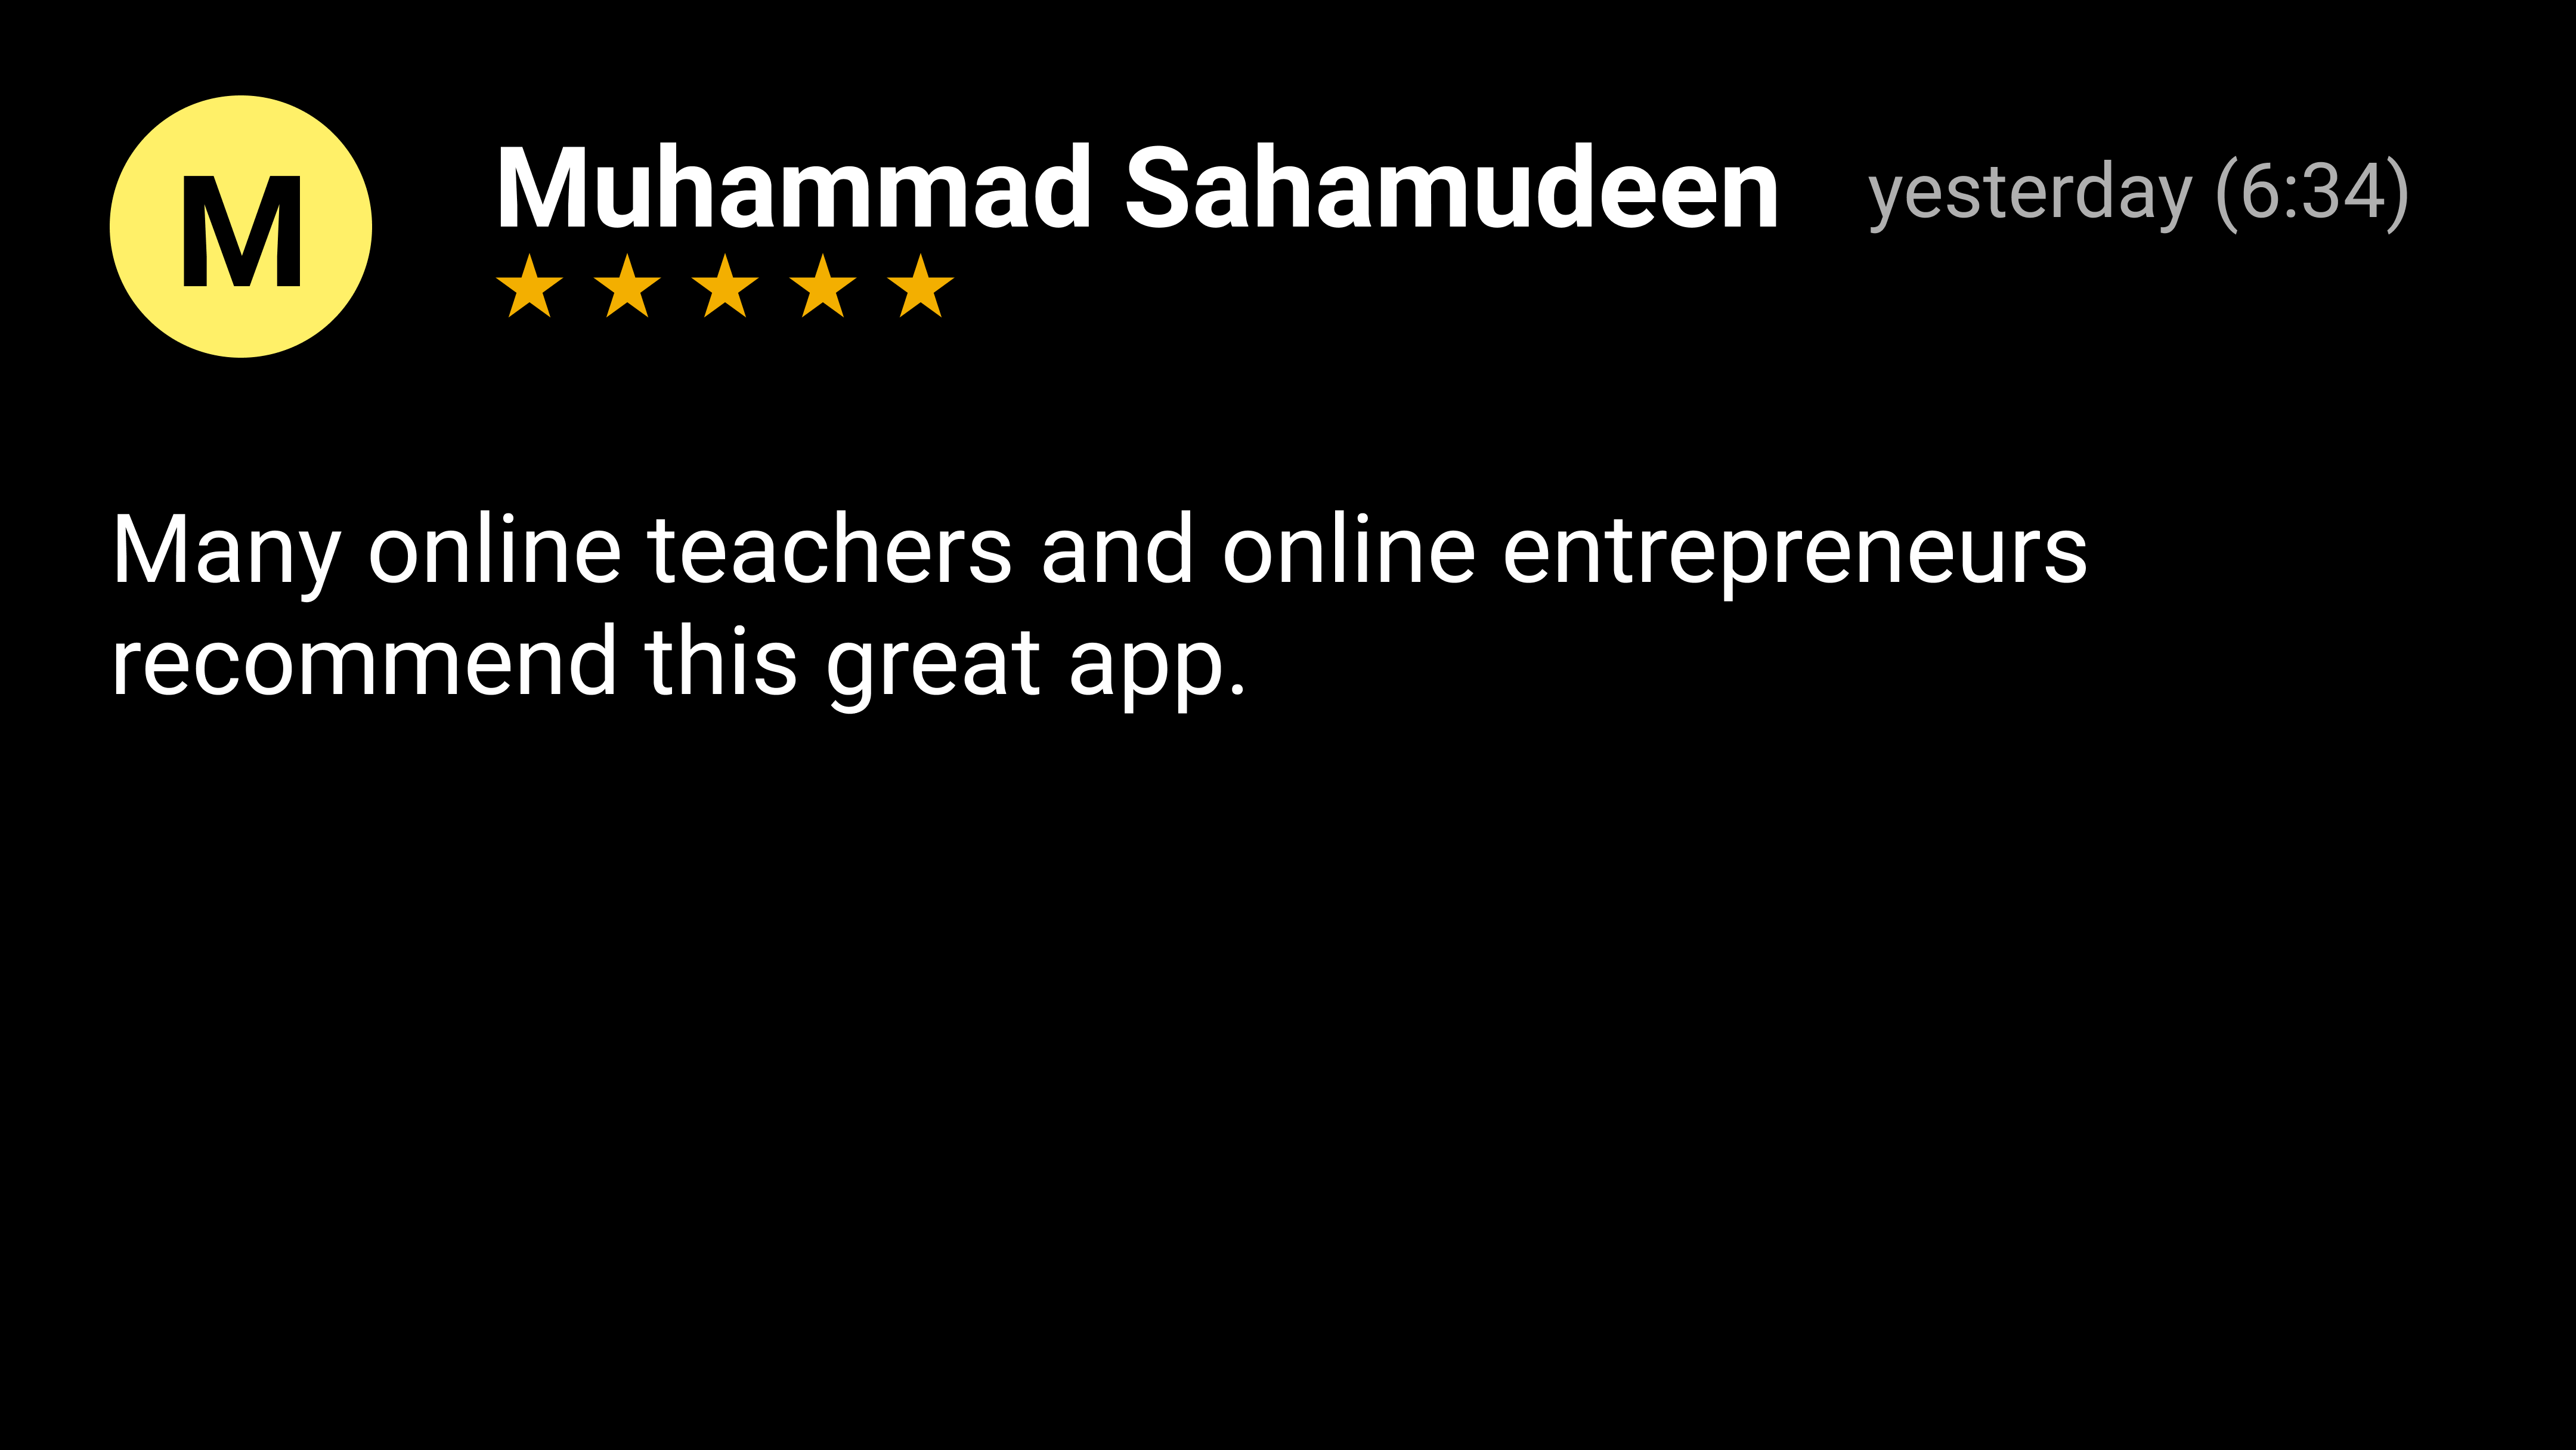 M
Muhammad Sahamudeen yesterday (6:34)
★★★★★
Many online teachers and online entrepreneurs
recommend this great app.